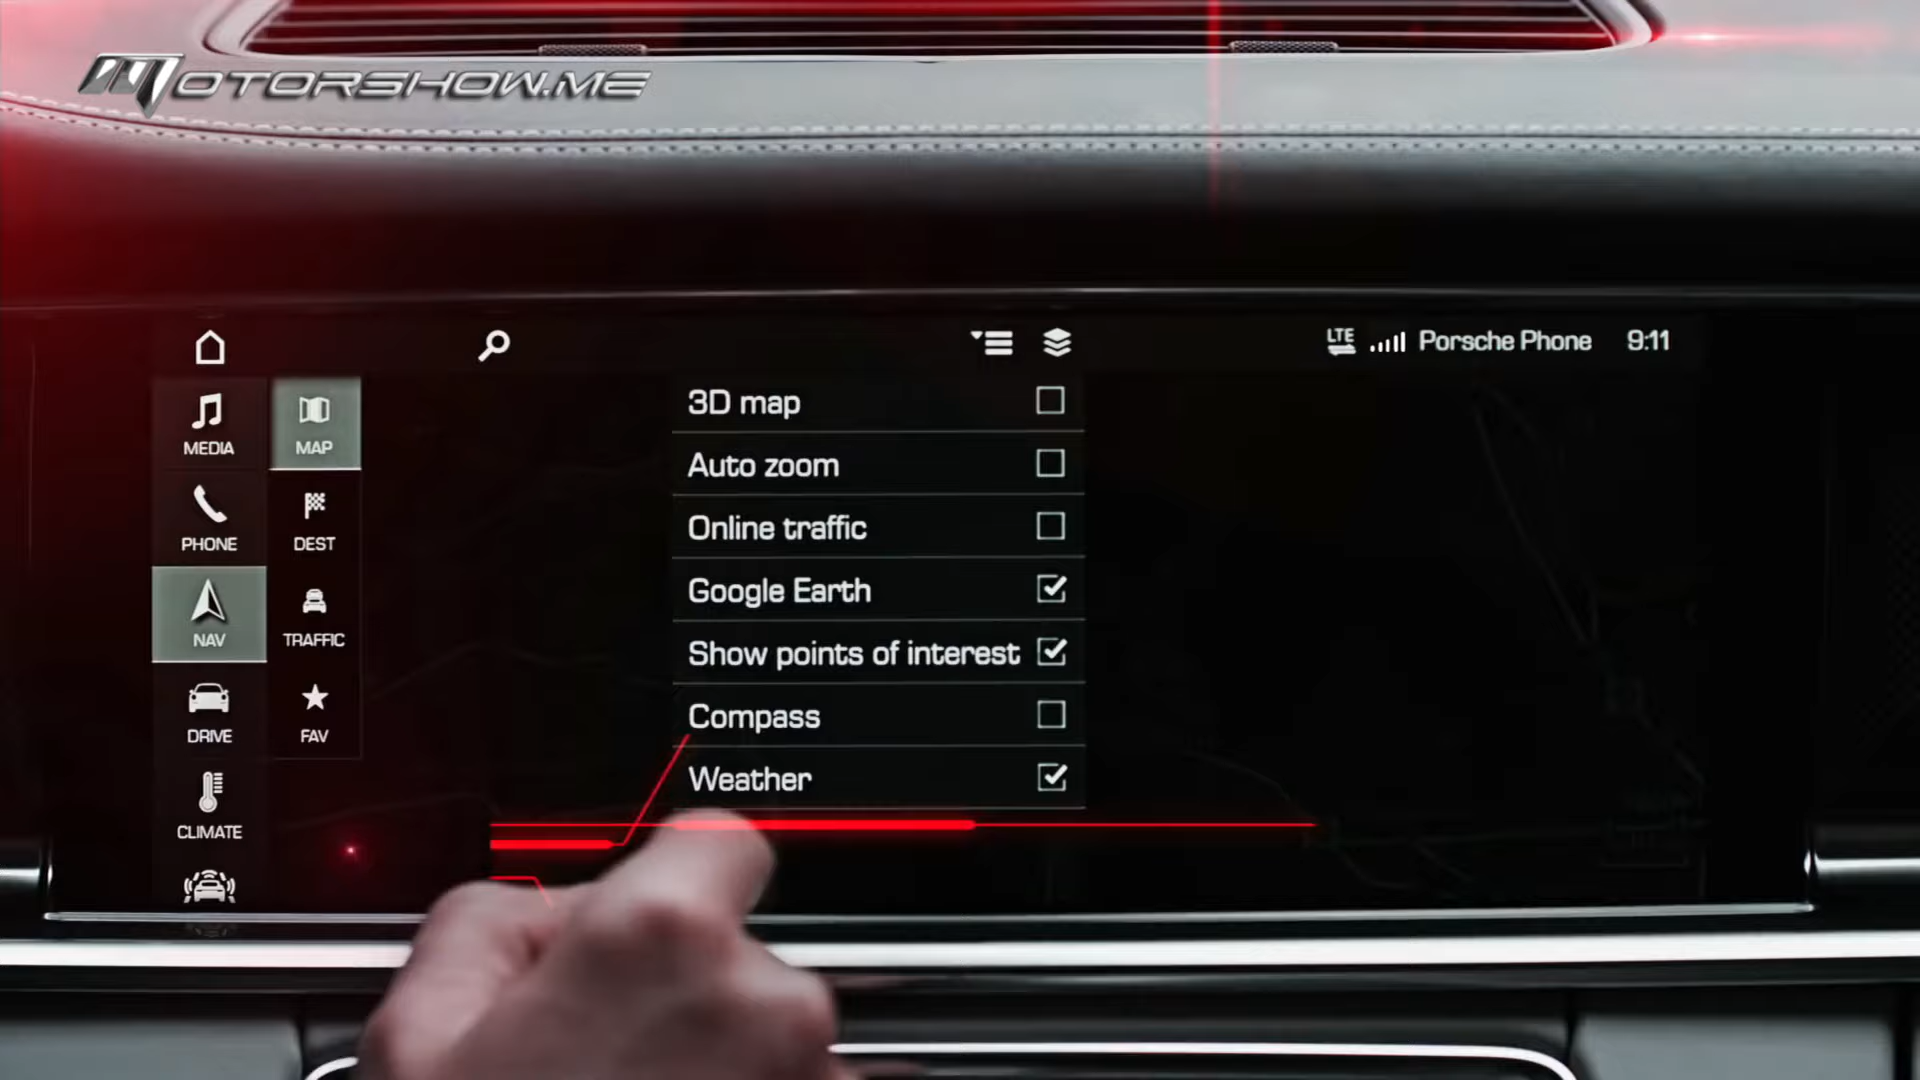 MOTORSHOW.ME
LTE
Porsche Phone
9:11
MEDIA
MAP
PHONE
DEST
NAV
TRAFFIC
DRIVE
FAV
CLIMATE
3D map
Auto zoom
Online traffic
Google Earth
Show points of interest
Compass
Weather